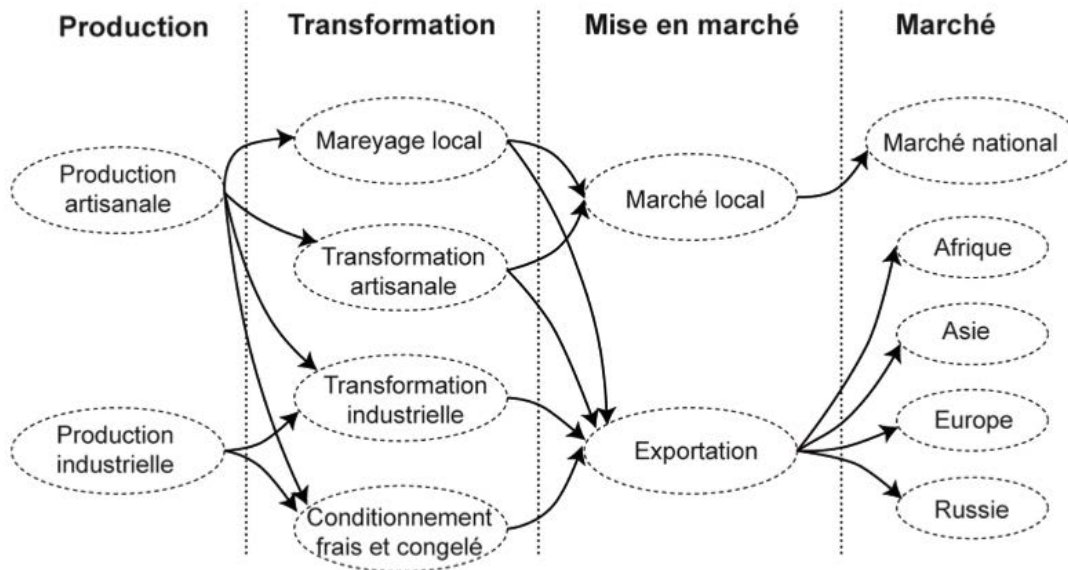 Production
Transformation
Mise en marché
Marché
Production
artisanale
Production
industrielle
Mareyage local
Transformation
artisanale
Transformation
industrielle
Conditionnement
frais et congelé
Marché local
Exportation
Marché national
Afrique
Asie
Europe
Russie